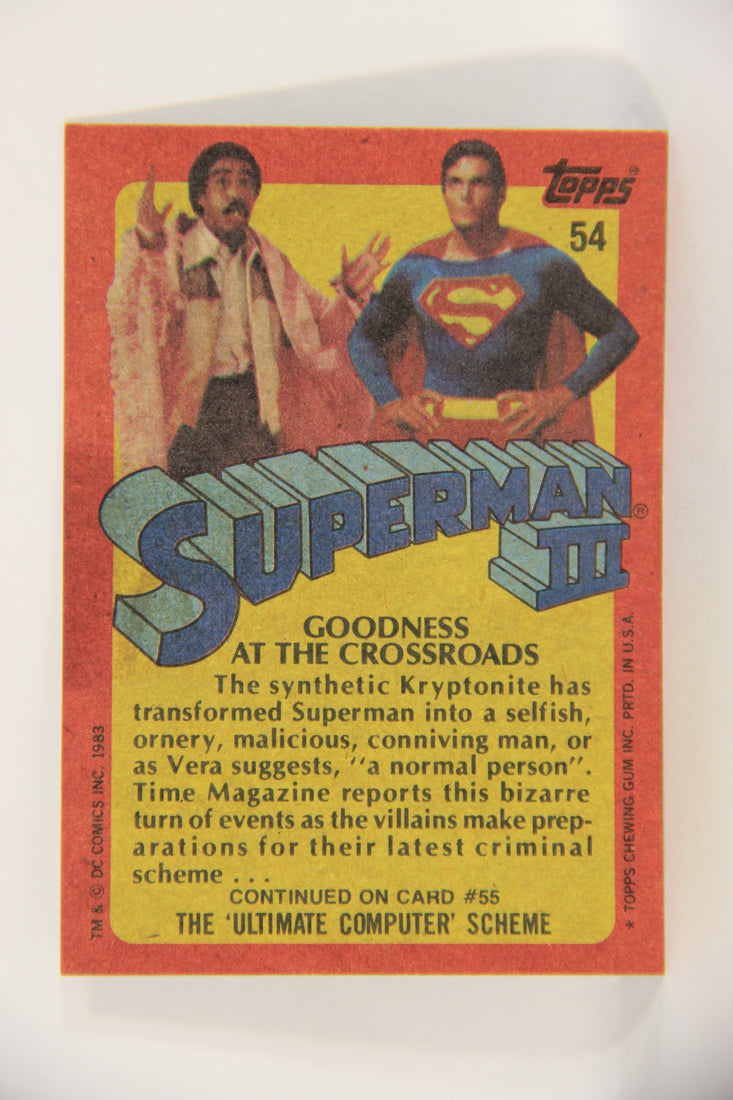 topps®
54
SUPERMAN®
III
GOODNESS
AT THE CROSSROADS
The synthetic Kryptonite has
transformed Superman into a selfish,
ornery, malicious, conniving man, or
as Vera suggests, "a normal person".
Time Magazine reports this bizarre
turn of events as the villains make prep-
arations for their latest criminal
scheme . . .
CONTINUED ON CARD #55
THE 'ULTIMATE COMPUTER' SCHEME
TM & © DC COMICS INC. 1983
* TOPPS CHEWING GUM INC. PRTD. IN U.S.A.